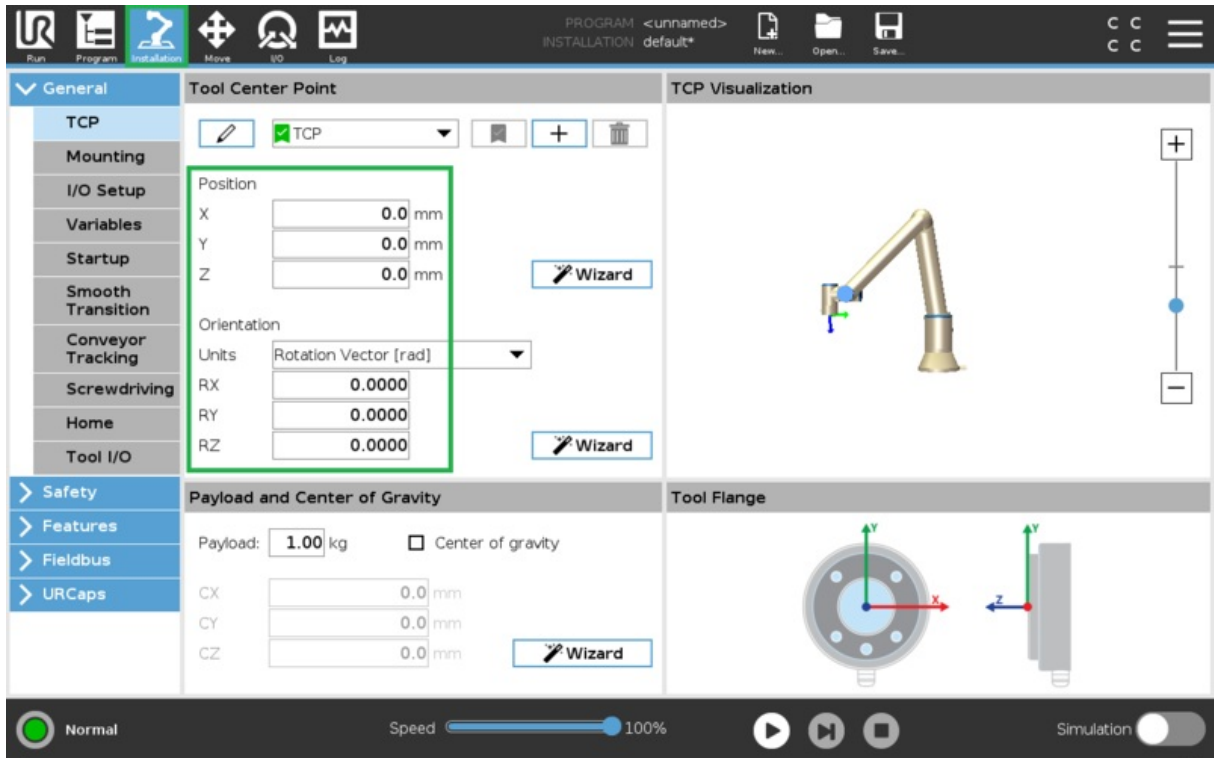 PROGRAM <unnamed>
INSTALLATION default*
C C
C C
UR
Run
Program
Installation
Move
I/O
Log
New...
Open...
Save...
General
TCP
Mounting
I/O Setup
Variables
Startup
Smooth
Transition
Conveyor
Tracking
Screwdriving
Home
Tool I/O
Safety
Features
Fieldbus
URCaps
Tool Center Point
TCP
Position
X 0.0 mm
Y 0.0 mm
Z 0.0 mm
Wizard
Orientation
Units Rotation Vector [rad]
RX 0.0000
RY 0.0000
RZ 0.0000
Wizard
TCP Visualization
Payload and Center of Gravity
Payload: 1.00 kg Center of gravity
CX 0.0 mm
CY 0.0 mm
CZ 0.0 mm
Wizard
Tool Flange
Y
X
Y
Z
Normal
Speed 100%
Simulation